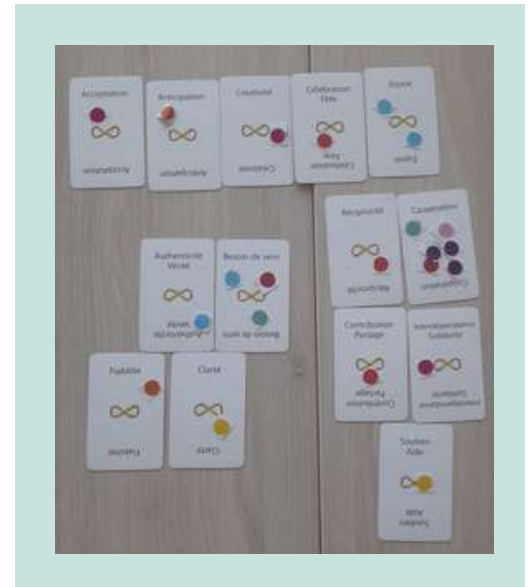 Acceptation
Acceptation
Anticipation
Anticipation
Créativité
Créativité
Célébration
Fête
Célébration
Fête
Espoir
Espoir
Réciprocité
Réciprocité
Coopération
Coopération
Authenticité
Vérité
Authenticité
Vérité
Besoin de sens
Besoin de sens
Contribution
Partage
Contribution
Partage
Interdépendance
Solidarité
Interdépendance
Solidarité
Fiabilité
Fiabilité
Clarté
Clarté
Soutien
Aide
Soutien
Aide